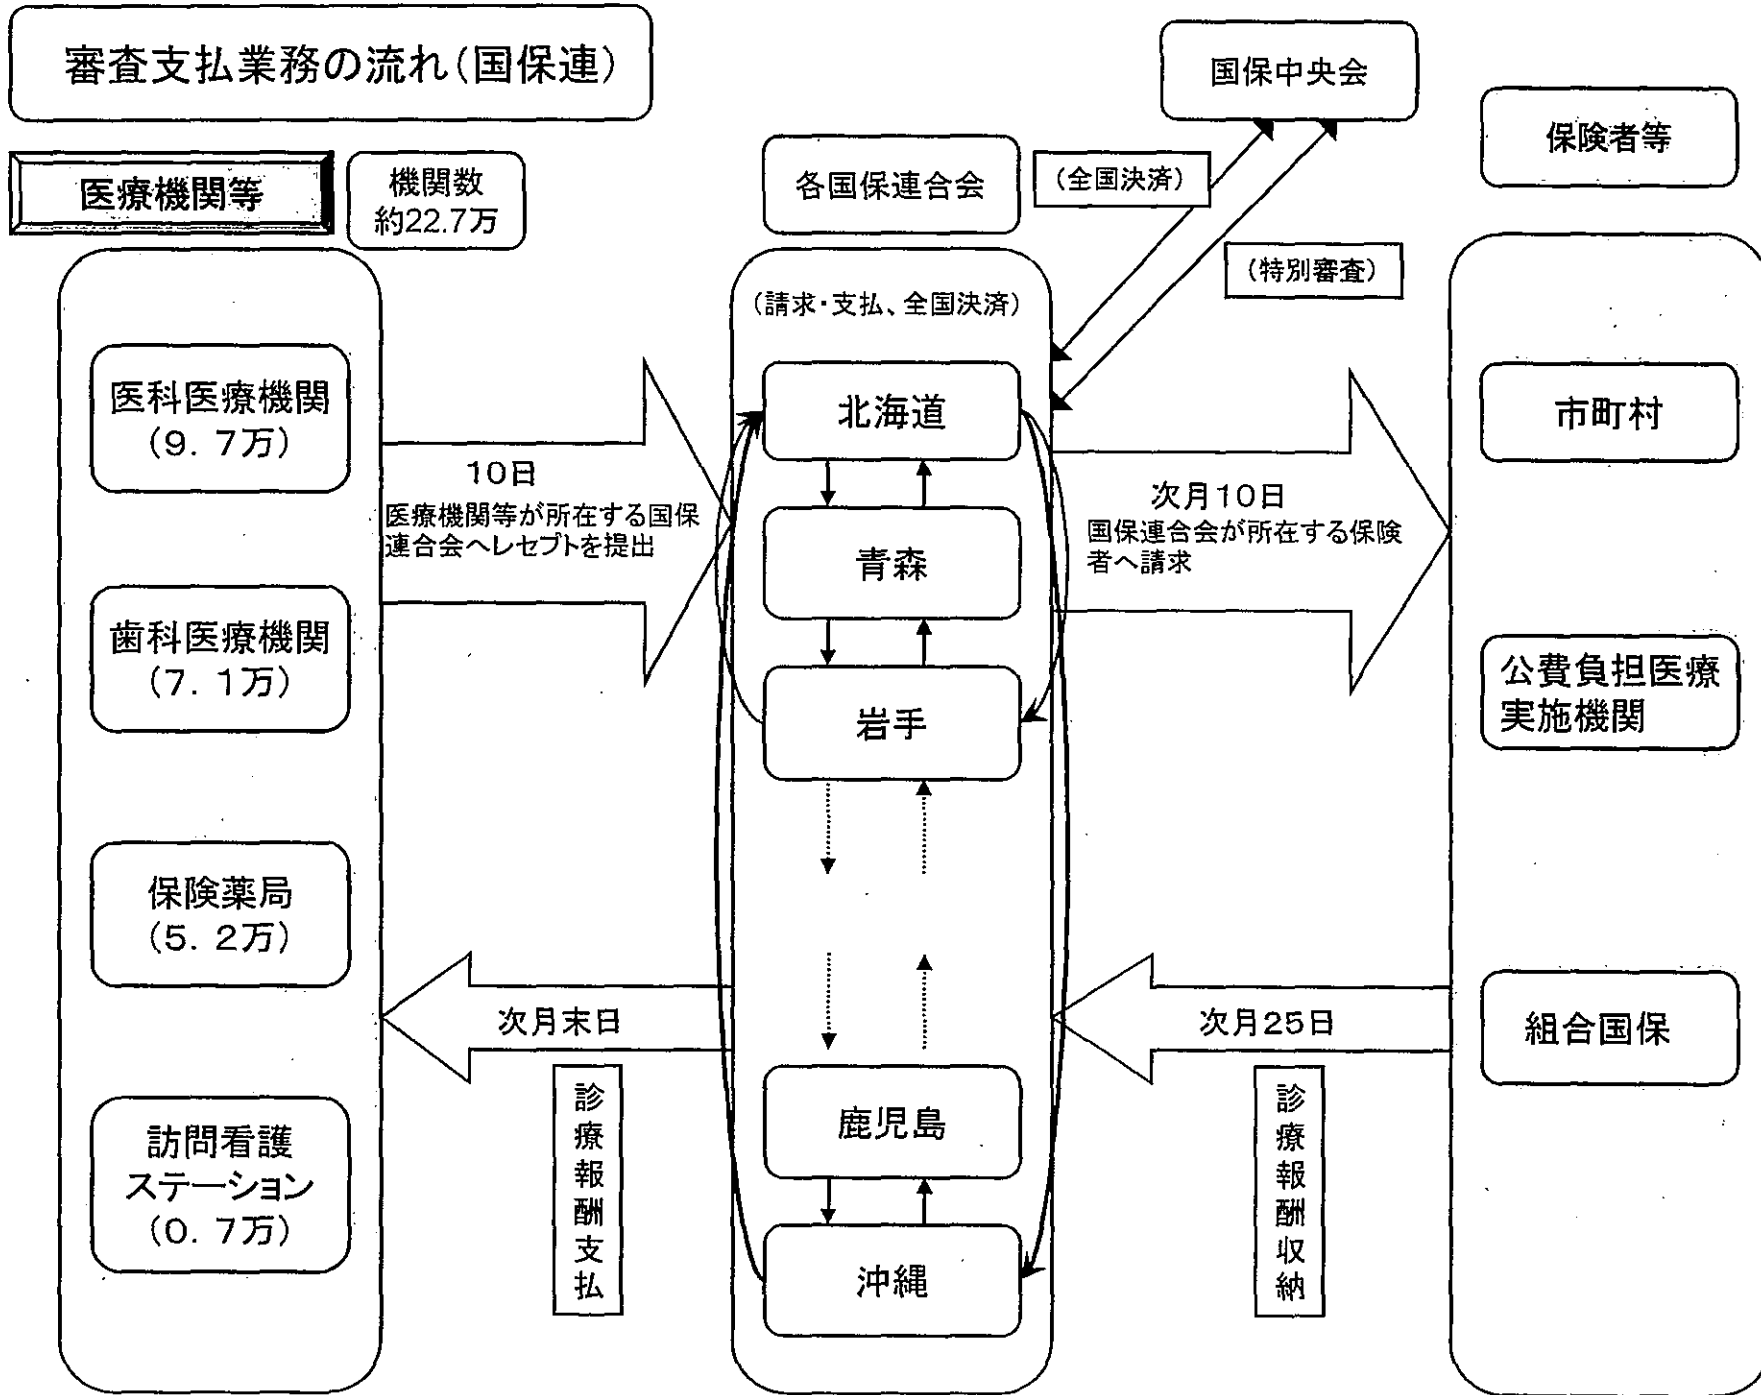 審査支払業務の流れ（国保連）
国保中央会
保険者等
医療機関等
機関数
約22.7万
各国保連合会
（全国決済）
（特別審査）
（請求・支払、全国決済）
医科医療機関
（9．7万）
歯科医療機関
（7．1万）
保険薬局
（5．2万）
訪問看護
ステーション
（0．7万）
10日
医療機関等が所在する国保
連合会へレセプトを提出
次月末日
診療報酬支払
北海道
青森
岩手
鹿児島
沖縄
次月10日
国保連合会が所在する保険
者へ請求
次月25日
診療報酬収納
市町村
公費負担医療
実施機関
組合国保